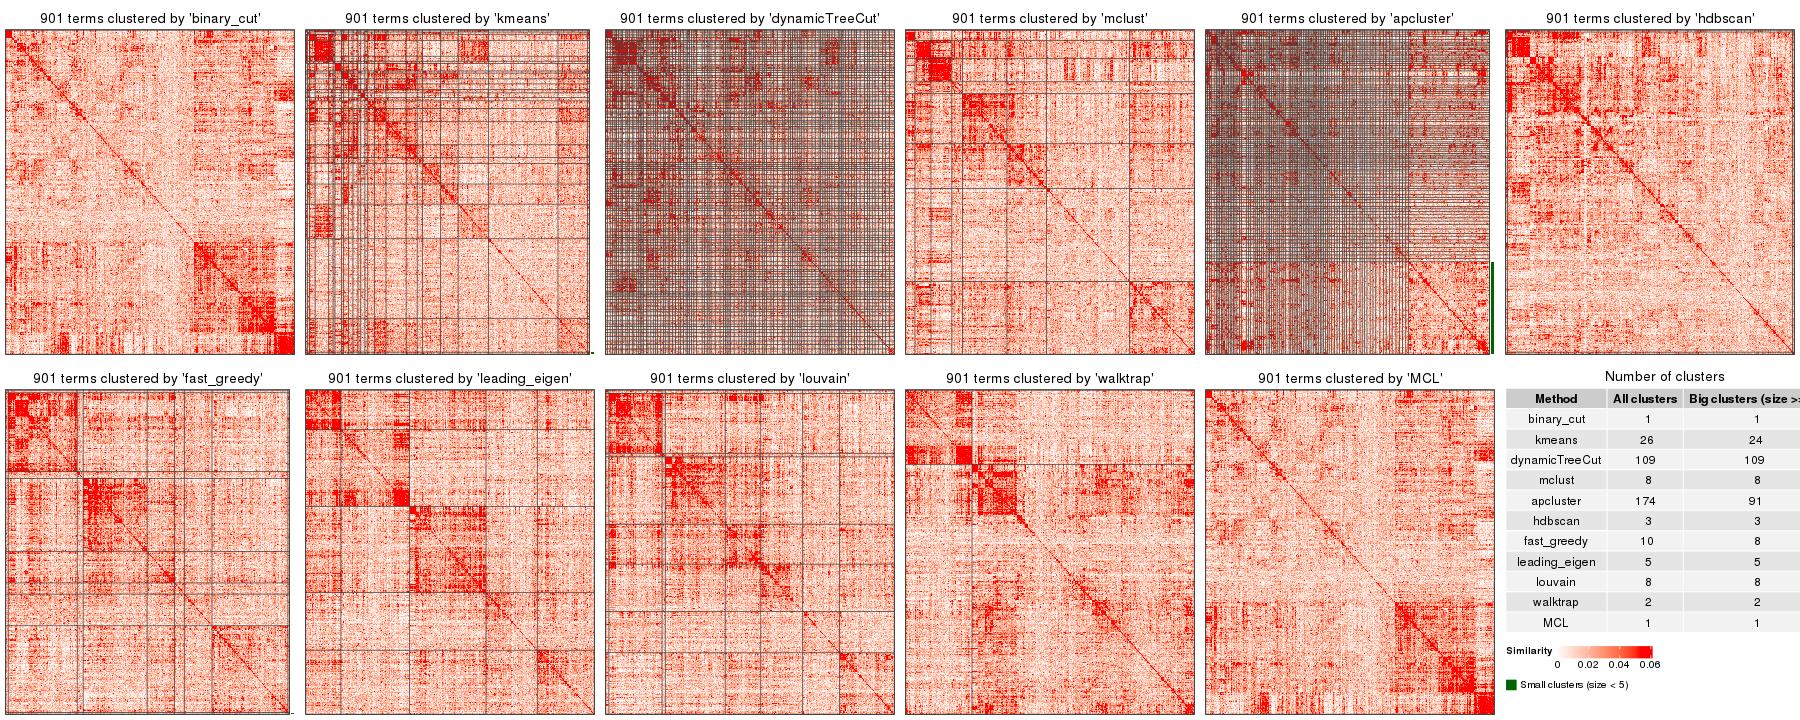 901 terms clustered by 'binary_cut'
901 terms clustered by 'kmeans'
901 terms clustered by 'dynamicTreeCut'
901 terms clustered by 'mclust'
901 terms clustered by 'apcluster'
901 terms clustered by 'hdbscan'
901 terms clustered by 'fast_greedy'
901 terms clustered by 'leading_eigen'
901 terms clustered by 'louvain'
901 terms clustered by 'walktrap'
901 terms clustered by 'MCL'
Number of clusters
Method All clusters Big clusters (size >=
binary_cut 1 1
kmeans 26 24
dynamicTreeCut 109 109
mclust 8 8
apcluster 174 91
hdbscan 3 3
fast_greedy 10 8
leading_eigen 5 5
louvain 8 8
walktrap 2 2
MCL 1 1
Similarity
0 0.02 0.04 0.06
Small clusters (size < 5)